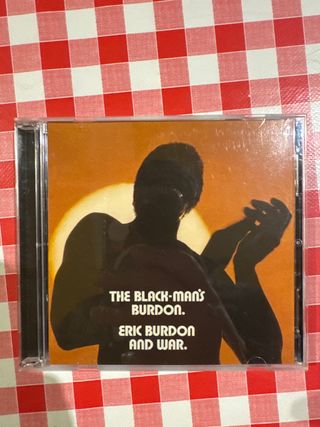 THE BLACK-MAN'S
BURDON.
ERIC BURDON
AND WAR.